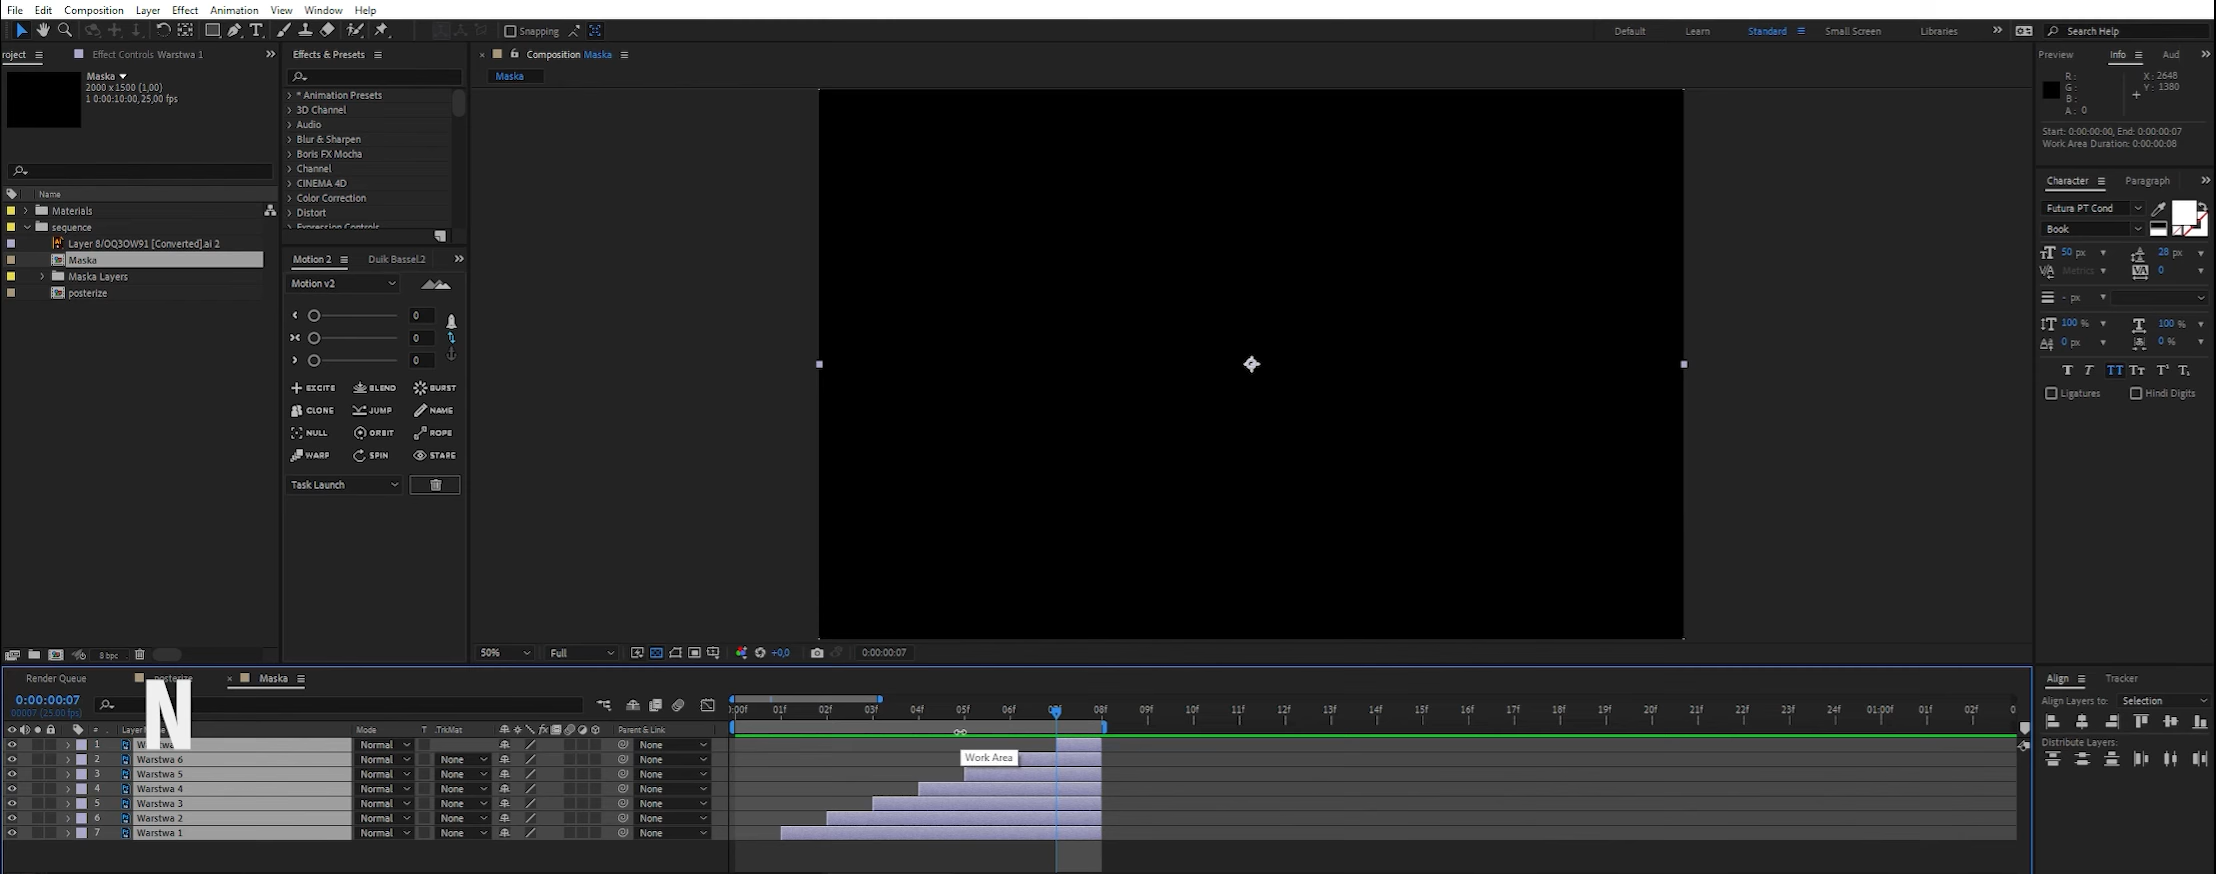 File Edit Composition Layer Effect Animation View Window Help
Snapping
Default Learn Standard Small Screen Libraries Search Help
roject Effect Controls Warstwa 1
Maska
2000 x 1500 (1,00)
1 0:00:10:00, 25,00 fps
Name
Materials
sequence
Layer 8/OQ3OW91 [Converted].ai 2
Maska
Maska Layers
posterize
8 bpc
Effects & Presets
* Animation Presets
3D Channel
Audio
Blur & Sharpen
Boris FX Mocha
Channel
CINEMA 4D
Color Correction
Distort
Expression Controls
Motion 2 Duik Bassel.2
Motion v2
0
0
0
EXCITE BLEND BURST
CLONE JUMP NAME
NULL ORBIT ROPE
WARP SPIN STARE
Task Launch
Composition Maska
Maska
50% Full +0,0 0:00:00:07
Preview Info Aud
R: X: 2648
G: Y: 1380
B:
A: 0
Start: 0:00:00:00, End: 0:00:00:07
Work Area Duration: 0:00:00:08
Character Paragraph
Futura PT Cond
Book
50 px 28 px
Metrics 0
- px
100 % 100 %
0 px 0 %
Ligatures Hindi Digits
Align Tracker
Align Layers to: Selection
Distribute Layers:
Render Queue posterize Maska
0:00:00:07
00007 (25.00 fps)
N
# Mode T .TrkMat Parent & Link
:00f 01f 02f 03f 04f 05f 06f 08f 09f 10f 11f 12f 13f 14f 15f 16f 17f 18f 19f 20f 21f 22f 23f 24f 01:00f 01f 02f 0
1 Normal None
2 Warstwa 6 Normal None None
3 Warstwa 5 Normal None None
4 Warstwa 4 Normal None None
5 Warstwa 3 Normal None None
6 Warstwa 2 Normal None None
7 Warstwa 1 Normal None None
Work Area